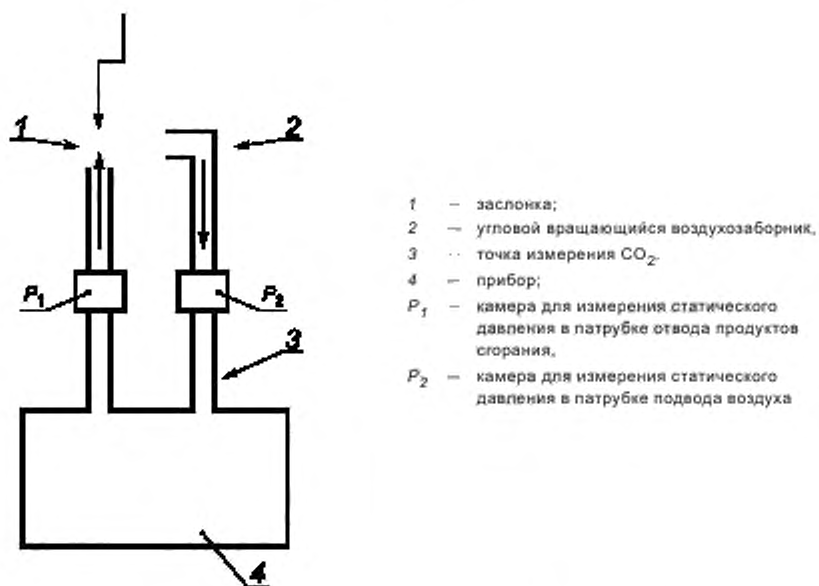 1
2
P1
P2
3
4
1 – заслонка;
2 — угловой вращающийся воздухозаборник,
3 ·· точка измерения CO2.
4 — прибор;
P1 – камера для измерения статического
давления в патрубке отвода продуктов
сгорания,
P2 — камера для измерения статического
давления в патрубке подвода воздуха